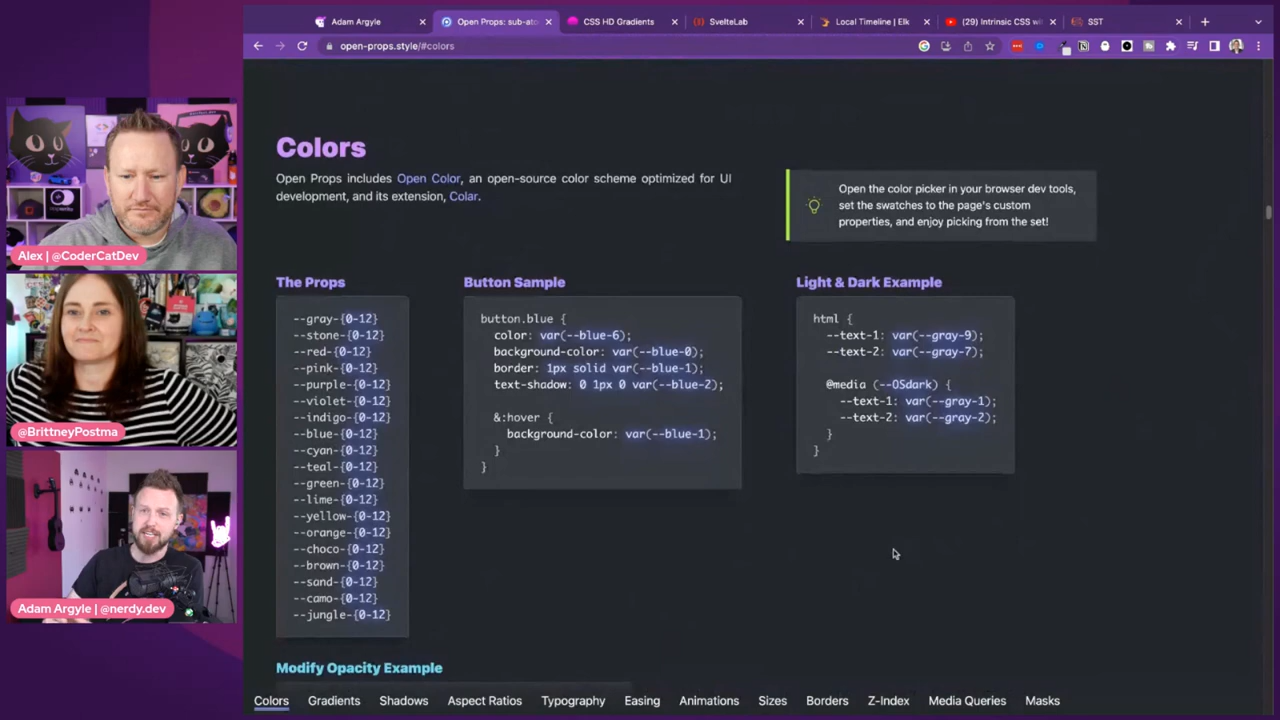 Adam Argyle
Open Props: sub-ato
CSS HD Gradients
SvelteLab
Local Timeline | Elk
(29) Intrinsic CSS wi
SST
open-props.style/#colors
Colors
Open Props includes Open Color, an open-source color scheme optimized for UI
development, and its extension, Colar.
Open the color picker in your browser dev tools,
set the swatches to the page's custom
properties, and enjoy picking from the set!
The Props
--gray-{0-12}
--stone-{0-12}
--red-{0-12}
--pink-{0-12}
--purple-{0-12}
--violet-{0-12}
--indigo-{0-12}
--blue-{0-12}
--cyan-{0-12}
--teal-{0-12}
--green-{0-12}
--lime-{0-12}
--yellow-{0-12}
--orange-{0-12}
--choco-{0-12}
--brown-{0-12}
--sand-{0-12}
--camo-{0-12}
--jungle-{0-12}
Button Sample
button.blue {
color: var(--blue-6);
background-color: var(--blue-0);
border: 1px solid var(--blue-1);
text-shadow: 0 1px 0 var(--blue-2);
&:hover {
background-color: var(--blue-1);
}
}
Light & Dark Example
html {
--text-1: var(--gray-9);
--text-2: var(--gray-7);
@media (--OSdark) {
--text-1: var(--gray-1);
--text-2: var(--gray-2);
}
}
Modify Opacity Example
Colors Gradients Shadows Aspect Ratios Typography Easing Animations Sizes Borders Z-Index Media Queries Masks
Alex | @CoderCatDev
@BrittneyPostma
Adam Argyle | @nerdy.dev